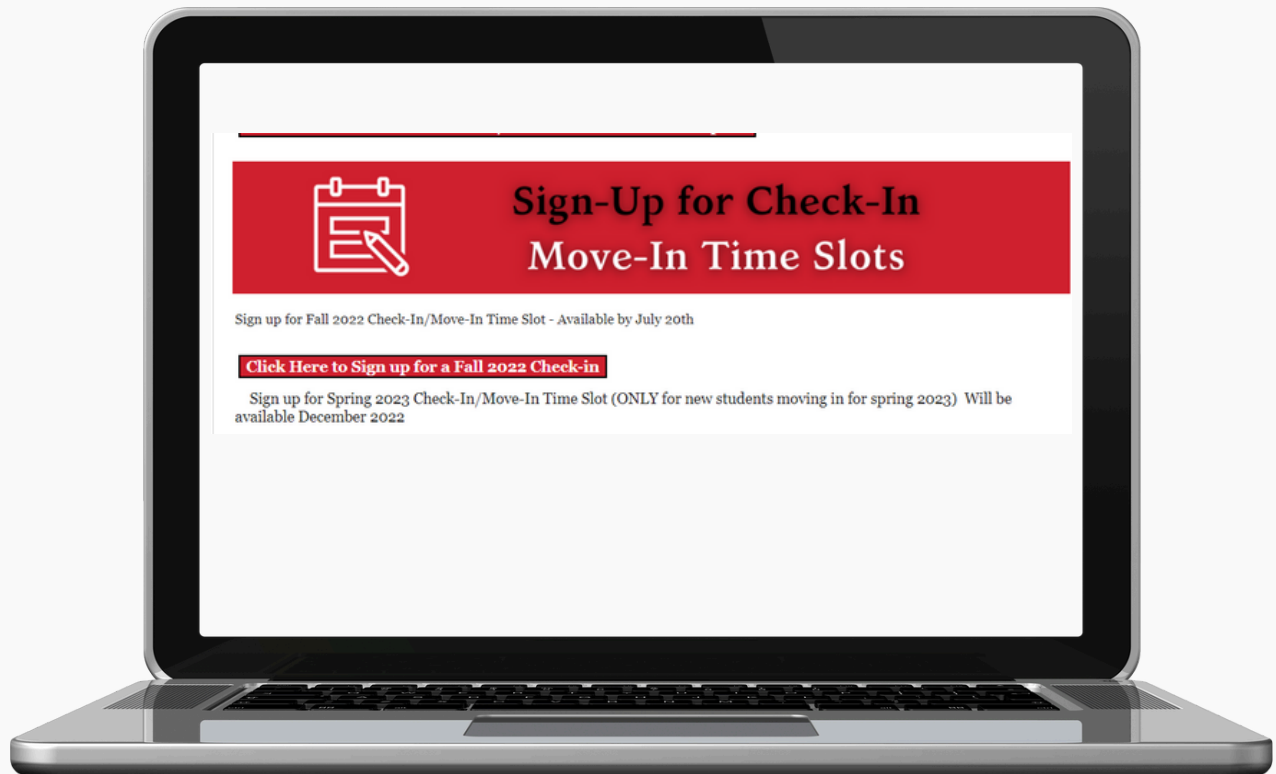 Sign-Up for Check-In
Move-In Time Slots
Sign up for Fall 2022 Check-In/Move-In Time Slot - Available by July 20th
Click Here to Sign up for a Fall 2022 Check-in
Sign up for Spring 2023 Check-In/Move-In Time Slot (ONLY for new students moving in for spring 2023) Will be
available December 2022